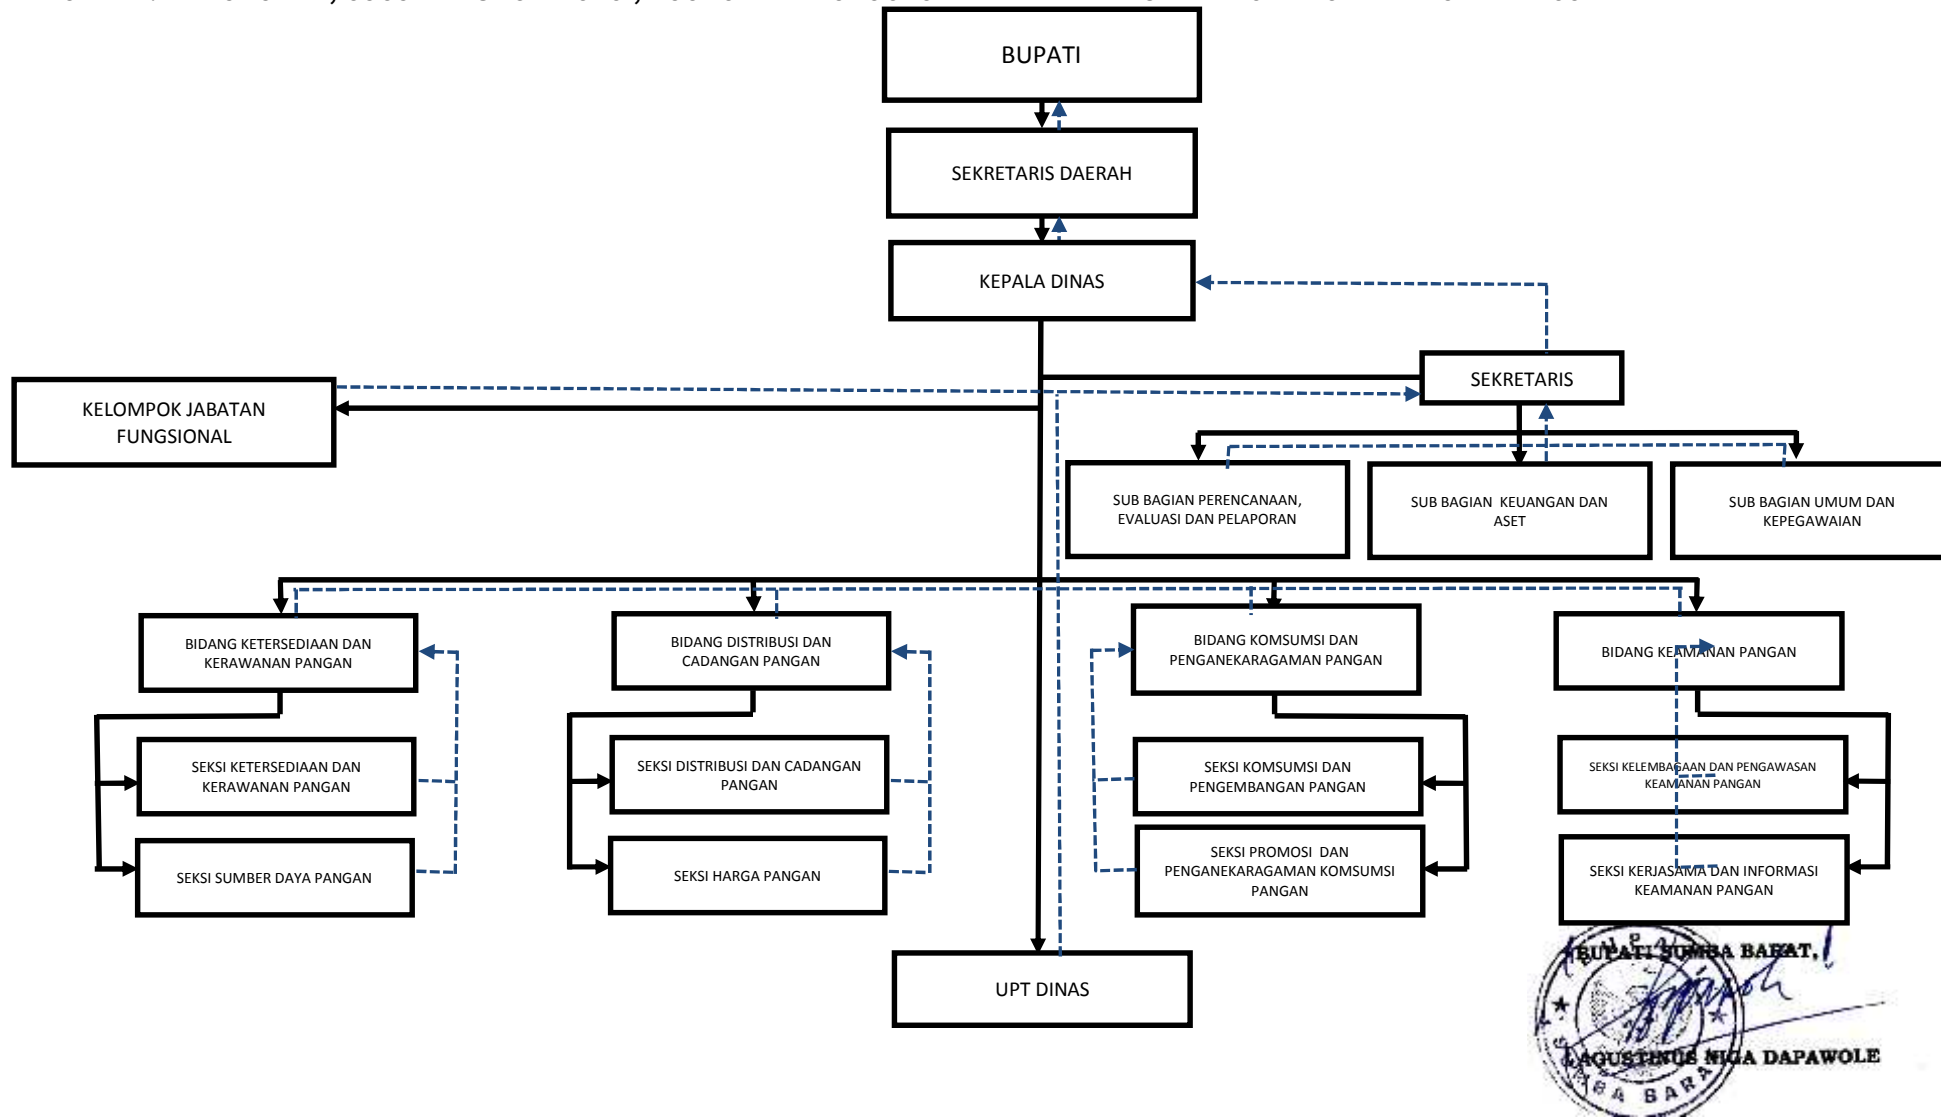 BUPATI
SEKRETARIS DAERAH
KEPALA DINAS
SEKRETARIS
KELOMPOK JABATAN
FUNGSIONAL
SUB BAGIAN PERENCANAAN,
EVALUASI DAN PELAPORAN
SUB BAGIAN KEUANGAN DAN
ASET
SUB BAGIAN UMUM DAN
KEPEGAWAIAN
BIDANG KETERSEDIAAN DAN
KERAWANAN PANGAN
BIDANG DISTRIBUSI DAN
CADANGAN PANGAN
BIDANG KOMSUMSI DAN
PENGANEKARAGAMAN PANGAN
BIDANG KEAMANAN PANGAN
SEKSI KETERSEDIAAN DAN
KERAWANAN PANGAN
SEKSI DISTRIBUSI DAN CADANGAN
PANGAN
SEKSI KOMSUMSI DAN
PENGEMBANGAN PANGAN
SEKSI KELEMBAGAAN DAN PENGAWASAN
KEAMANAN PANGAN
SEKSI SUMBER DAYA PANGAN
SEKSI HARGA PANGAN
SEKSI PROMOSI DAN
PENGANEKARAGAMAN KOMSUMSI
PANGAN
SEKSI KERJASAMA DAN INFORMASI
KEAMANAN PANGAN
UPT DINAS
BUPATI SUMBA BARAT,
AGUSTINUS NIGA DAPAWOLE